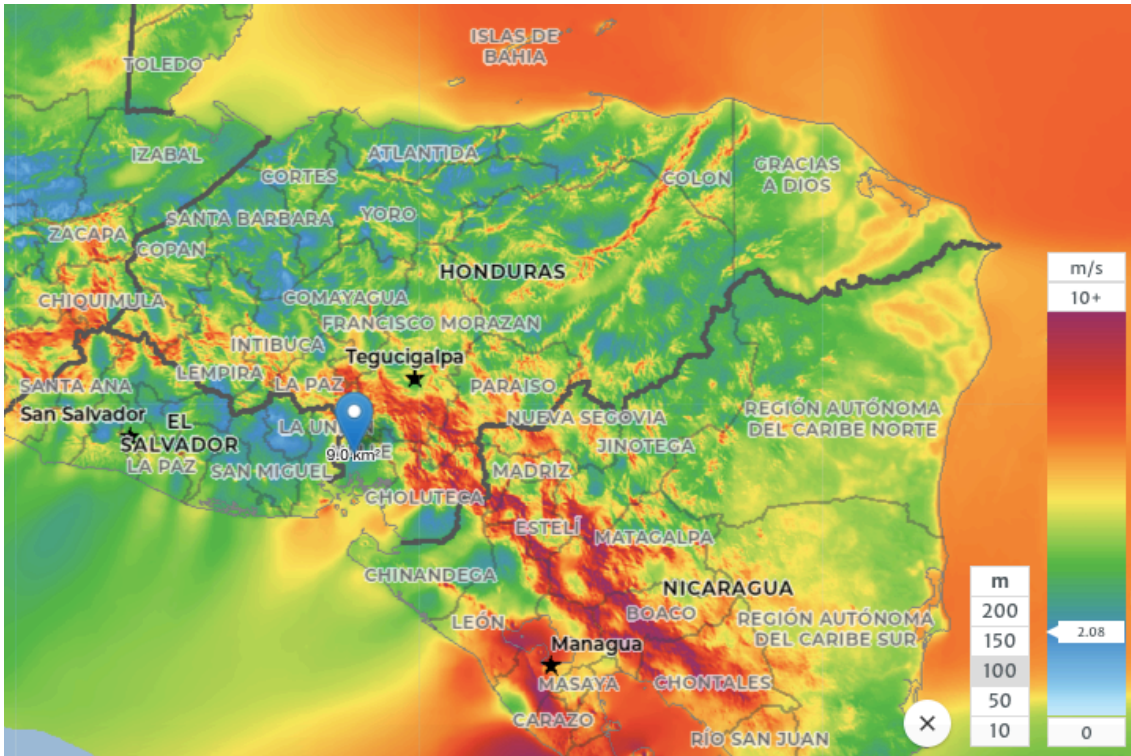 ISLAS DE
BAHIA
TOLEDO
IZABAL
ATLANTIDA
CORTES
COLON
GRACIAS
A DIOS
SANTA BARBARA
YORO
ZACAPA
COPAN
HONDURAS
CHIQUIMULA
COMAYAGUA
FRANCISCO MORAZAN
INTIBUCA
Tegucigalpa
LEMPIRA
SANTA ANA
LA PAZ
PARAISO
San Salvador
EL
SALVADOR
LA UN
NUEVA SEGOVIA
REGIÓN AUTÓNOMA
DEL CARIBE NORTE
JINOTEGA
9.0 km²
E
LA PAZ
SAN MIGUEL
MADRIZ
CHOLUTECA
ESTELÍ
MATAGALPA
CHINANDEGA
NICARAGUA
BOACO
LEÓN
REGIÓN AUTÓNOMA
DEL CARIBE SUR
Managua
MASAYA
CHONTALES
CARAZO
RÍO SAN JUAN
m/s
10+
2.08
0
m
200
150
100
50
10